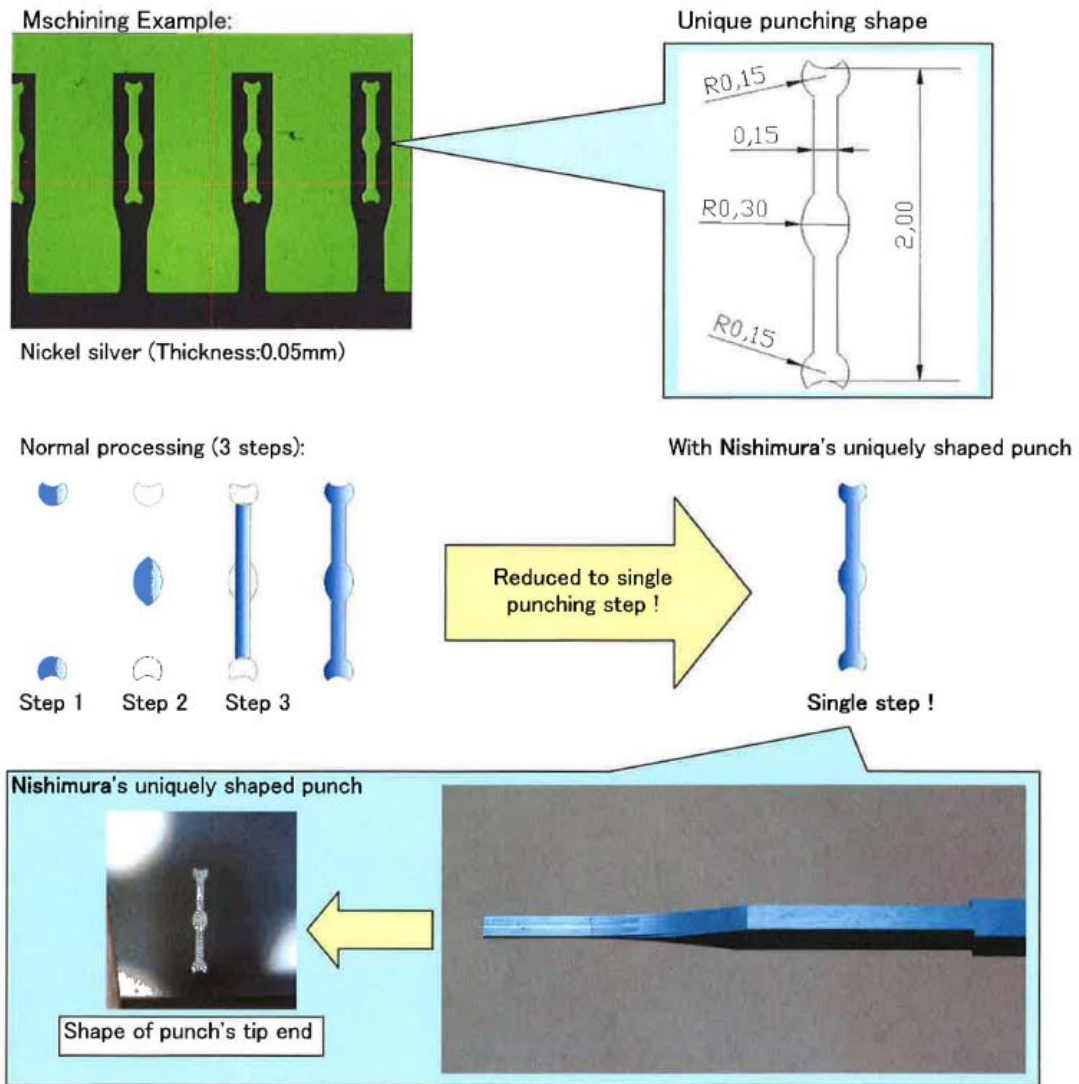 Mschining Example:
Unique punching shape
R0,15
0,15
R0,30
2,00
R0,15
Nickel silver (Thickness:0.05mm)
Normal processing (3 steps):
With Nishimura's uniquely shaped punch
Reduced to single
punching step !
Step 1
Step 2
Step 3
Single step !
Nishimura's uniquely shaped punch
Shape of punch's tip end